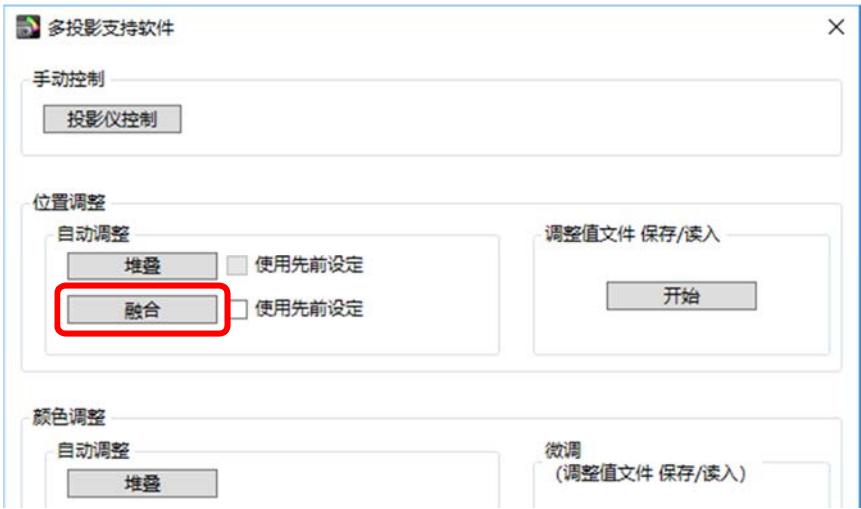 多投影支持软件
手动控制
投影仪控制
位置调整
自动调整
堆叠 使用先前设定
融合 使用先前设定
调整值文件 保存/读入
开始
颜色调整
自动调整
堆叠
微调
(调整值文件 保存/读入)